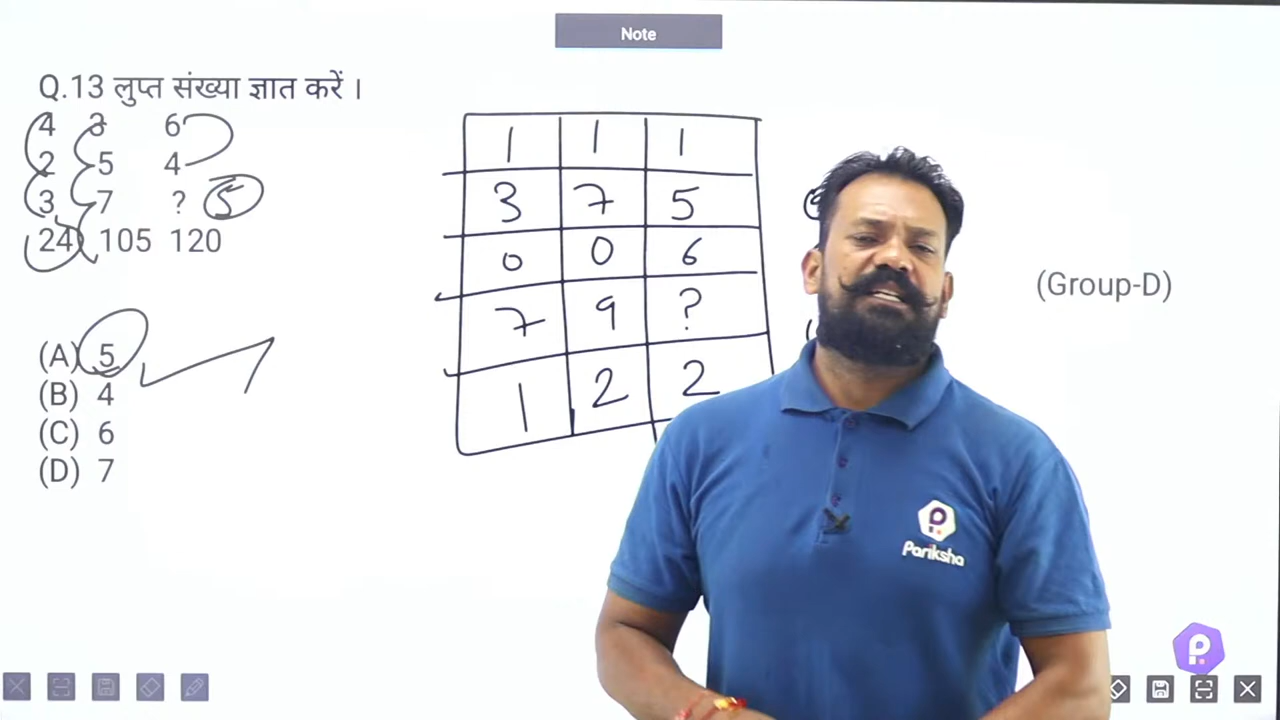 Note
Q.13 लुप्त संख्या ज्ञात करें ।
4 3 6
2 5 4
3 7 ? 5
24 105 120
(A) 5
(B) 4
(C) 6
(D) 7
1 1 1
3 7 5
0 0 6
7 9 ?
1 2 2
(Group-D)
Pariksha